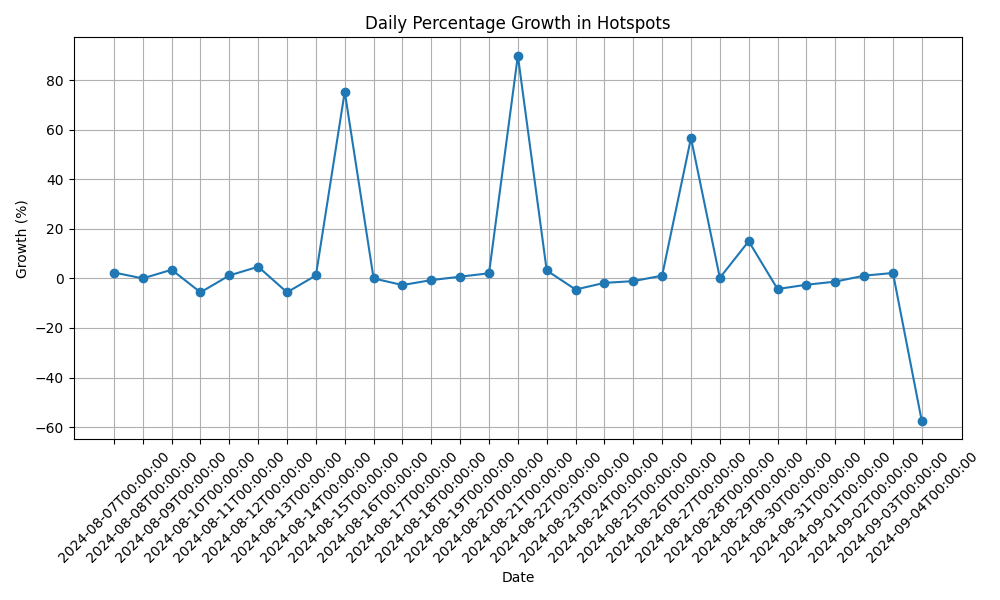 Daily Percentage Growth in Hotspots
Growth (%)
80
60
40
20
0
−20
−40
−60
2024-08-07T00:00:00
2024-08-08T00:00:00
2024-08-09T00:00:00
2024-08-10T00:00:00
2024-08-11T00:00:00
2024-08-12T00:00:00
2024-08-13T00:00:00
2024-08-14T00:00:00
2024-08-15T00:00:00
2024-08-16T00:00:00
2024-08-17T00:00:00
2024-08-18T00:00:00
2024-08-19T00:00:00
2024-08-20T00:00:00
2024-08-21T00:00:00
2024-08-22T00:00:00
2024-08-23T00:00:00
2024-08-24T00:00:00
2024-08-25T00:00:00
2024-08-26T00:00:00
2024-08-27T00:00:00
2024-08-28T00:00:00
2024-08-29T00:00:00
2024-08-30T00:00:00
2024-08-31T00:00:00
2024-09-01T00:00:00
2024-09-02T00:00:00
2024-09-03T00:00:00
2024-09-04T00:00:00
Date